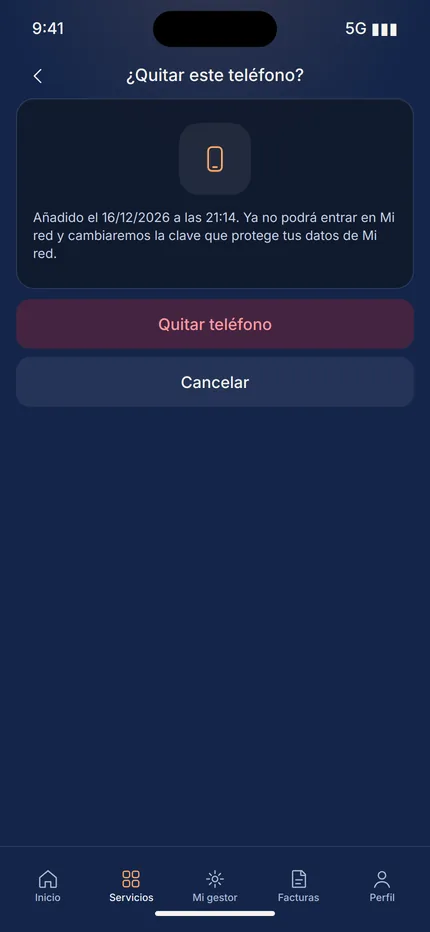 9:41
5G
¿Quitar este teléfono?
Añadido el 16/12/2026 a las 21:14. Ya no podrá entrar en Mi
red y cambiaremos la clave que protege tus datos de Mi
red.
Quitar teléfono
Cancelar
Inicio
Servicios
Mi gestor
Facturas
Perfil